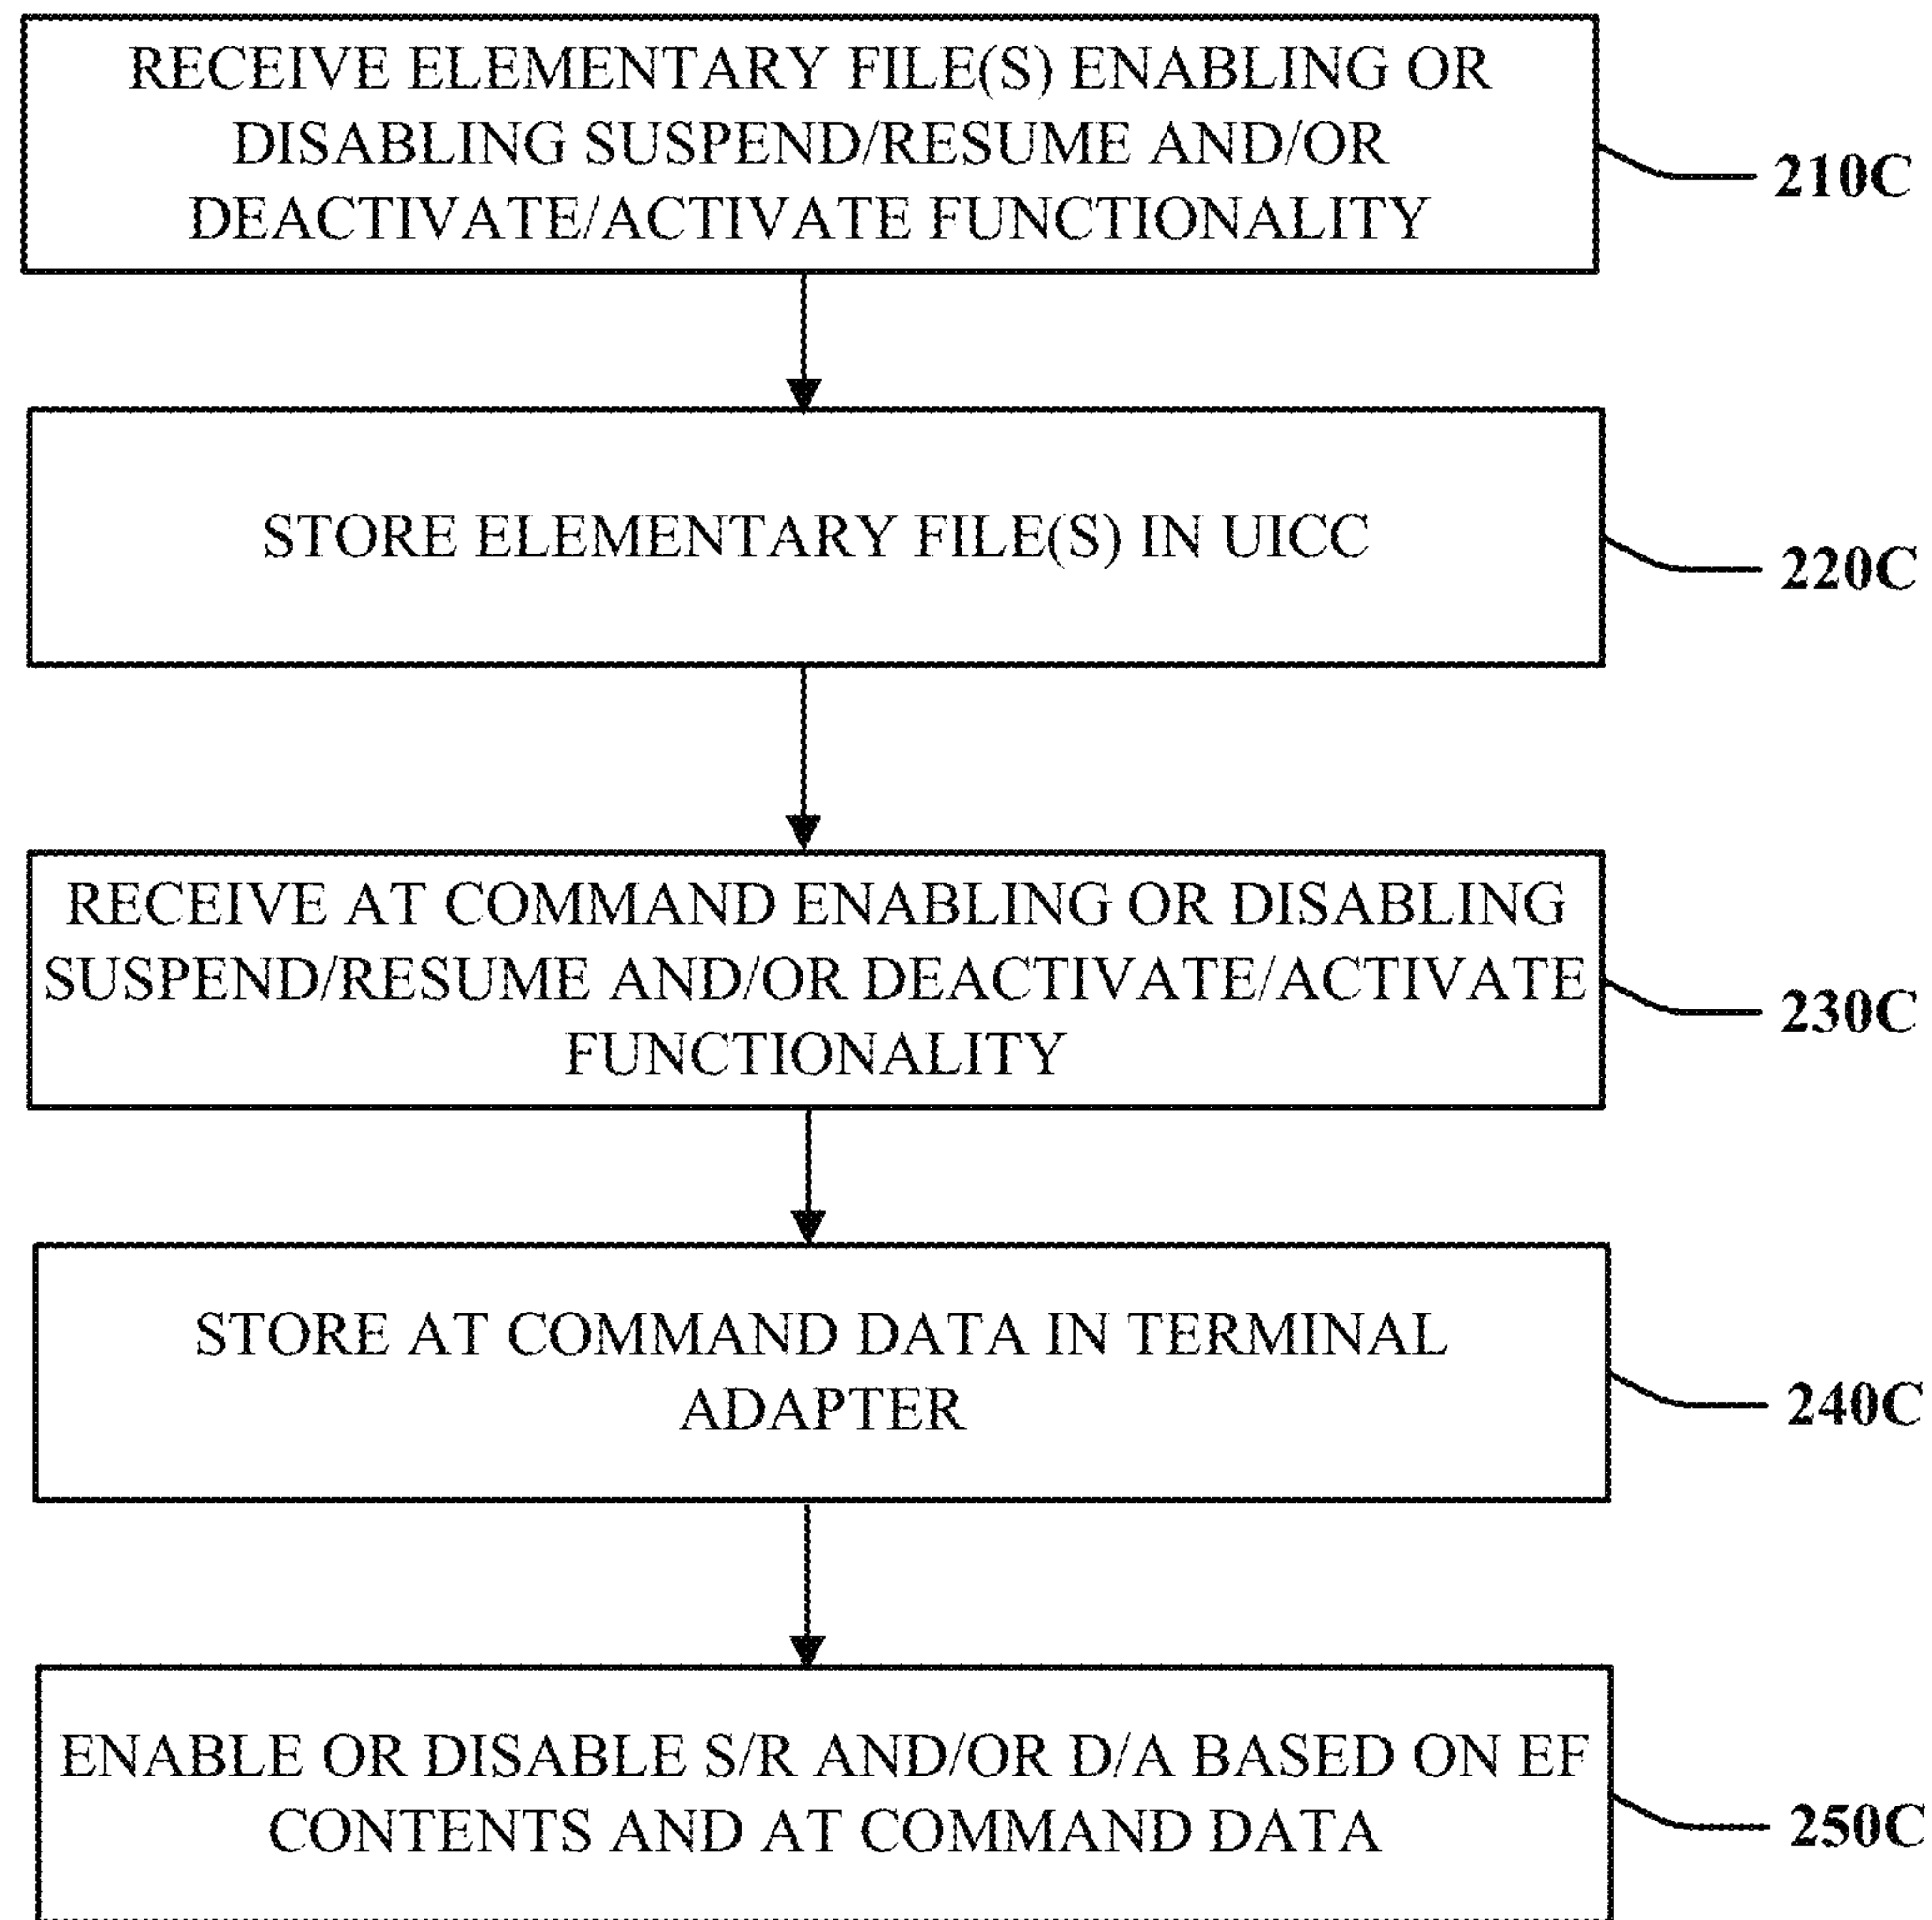 RECEIVE ELEMENTARY FILE(S) ENABLING OR
DISABLING SUSPEND/RESUME AND/OR
DEACTIVATE/ACTIVATE FUNCTIONALITY
210C
STORE ELEMENTARY FILE(S) IN UICC
220C
RECEIVE AT COMMAND ENABLING OR DISABLING
SUSPEND/RESUME AND/OR DEACTIVATE/ACTIVATE
FUNCTIONALITY
230C
STORE AT COMMAND DATA IN TERMINAL
ADAPTER
240C
ENABLE OR DISABLE S/R AND/OR D/A BASED ON EF
CONTENTS AND AT COMMAND DATA
250C